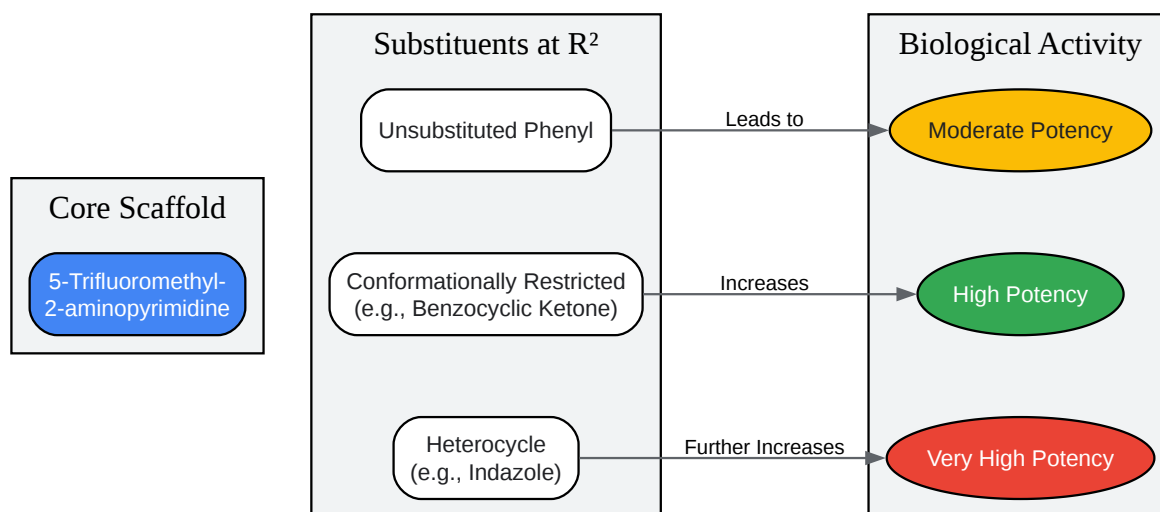 Core Scaffold
5-Trifluoromethyl-
2-aminopyrimidine
Substituents at R²
Unsubstituted Phenyl
Conformationally Restricted
(e.g., Benzocyclic Ketone)
Heterocycle
(e.g., Indazole)
Leads to
Increases
Further Increases
Biological Activity
Moderate Potency
High Potency
Very High Potency